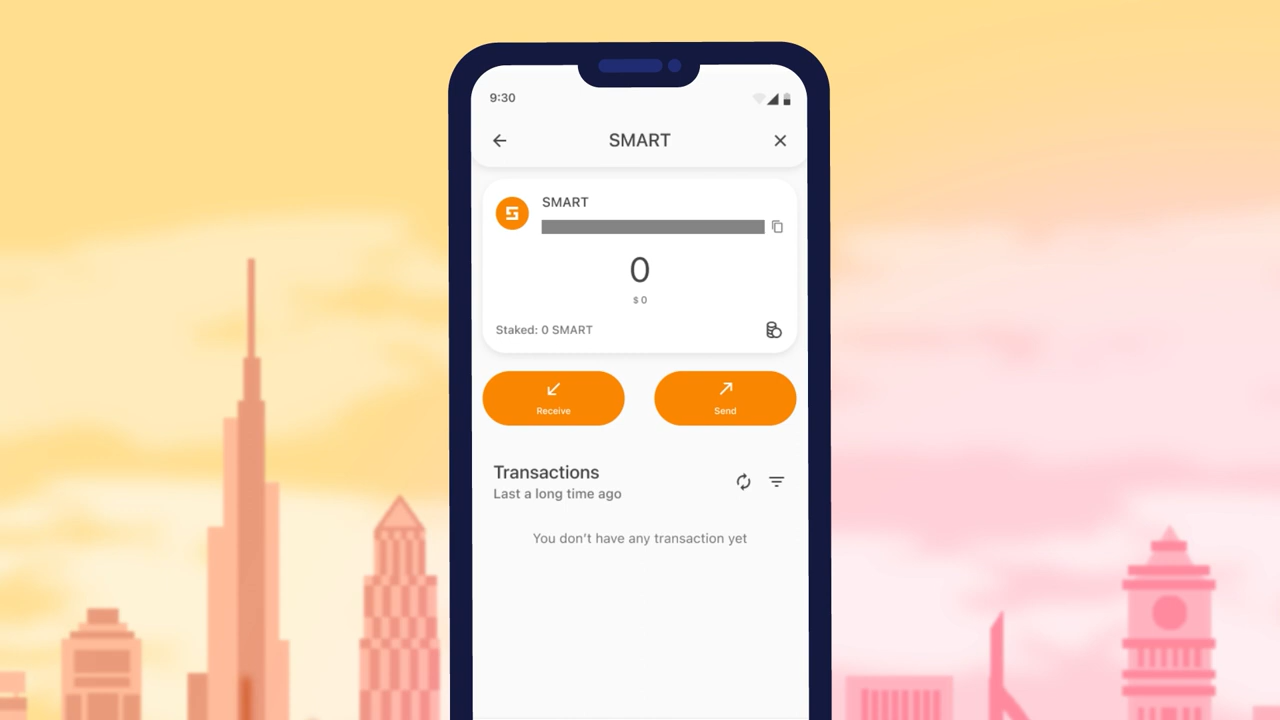 9:30
SMART
SMART
0
$ 0
Staked: 0 SMART
Receive
Send
Transactions
Last a long time ago
You don't have any transaction yet